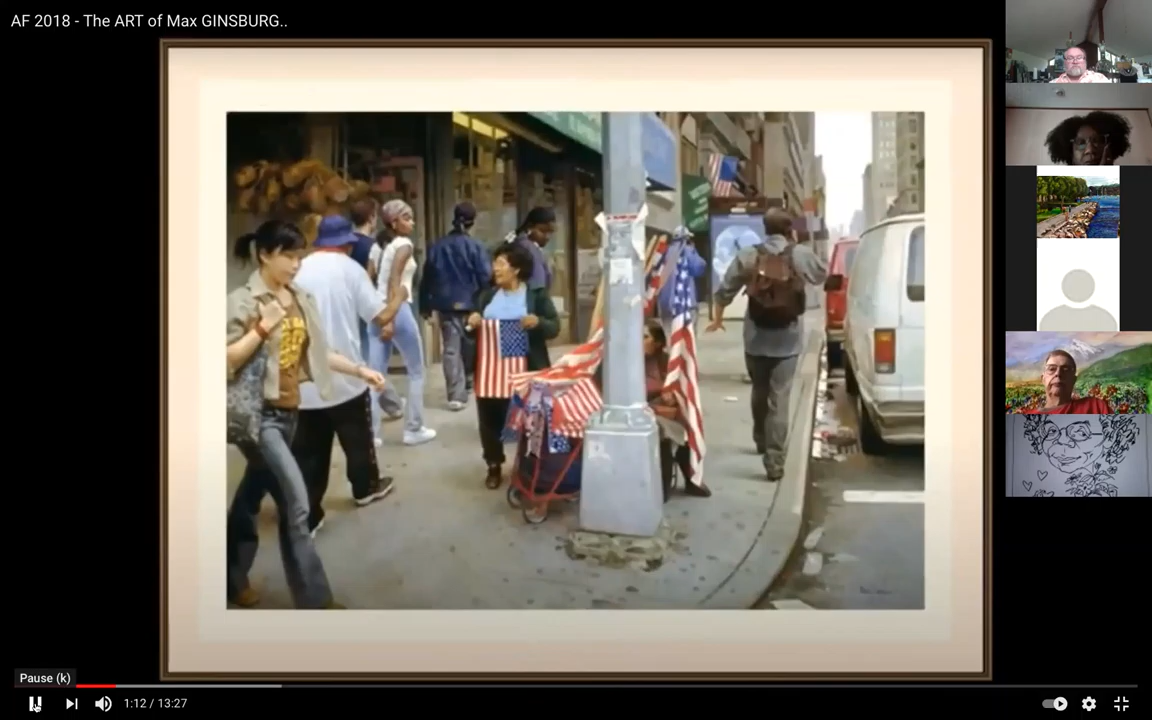 AF 2018 - The ART of Max GINSBURG..
Pause (k)
1:12 / 13:27